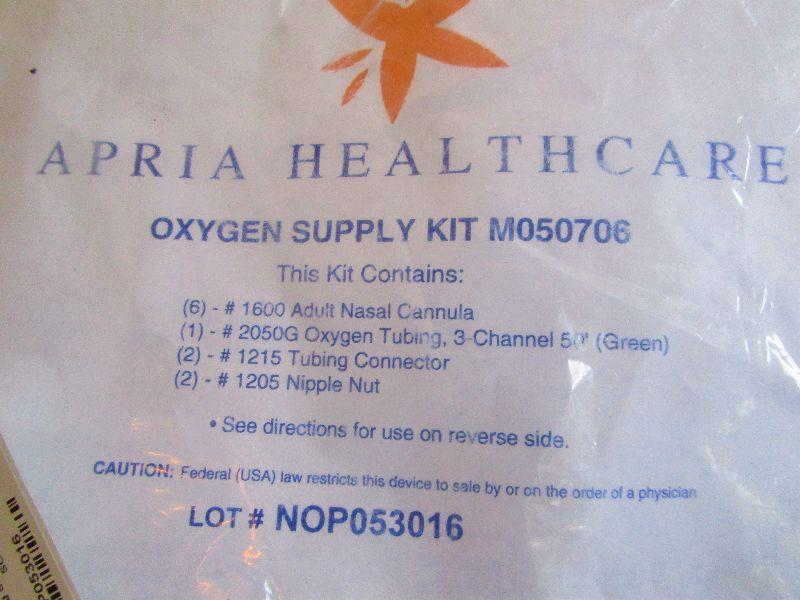 APRIA HEALTHCARE
OXYGEN SUPPLY KIT M050706
This Kit Contains:
(6) - # 1600 Adult Nasal Cannula
(1) - # 2050G Oxygen Tubing, 3-Channel 50' (Green)
(2) - # 1215 Tubing Connector
(2) - # 1205 Nipple Nut
• See directions for use on reverse side.
CAUTION: Federal (USA) law restricts this device to sale by or on the order of a physician
LOT # NOP053016
P053016